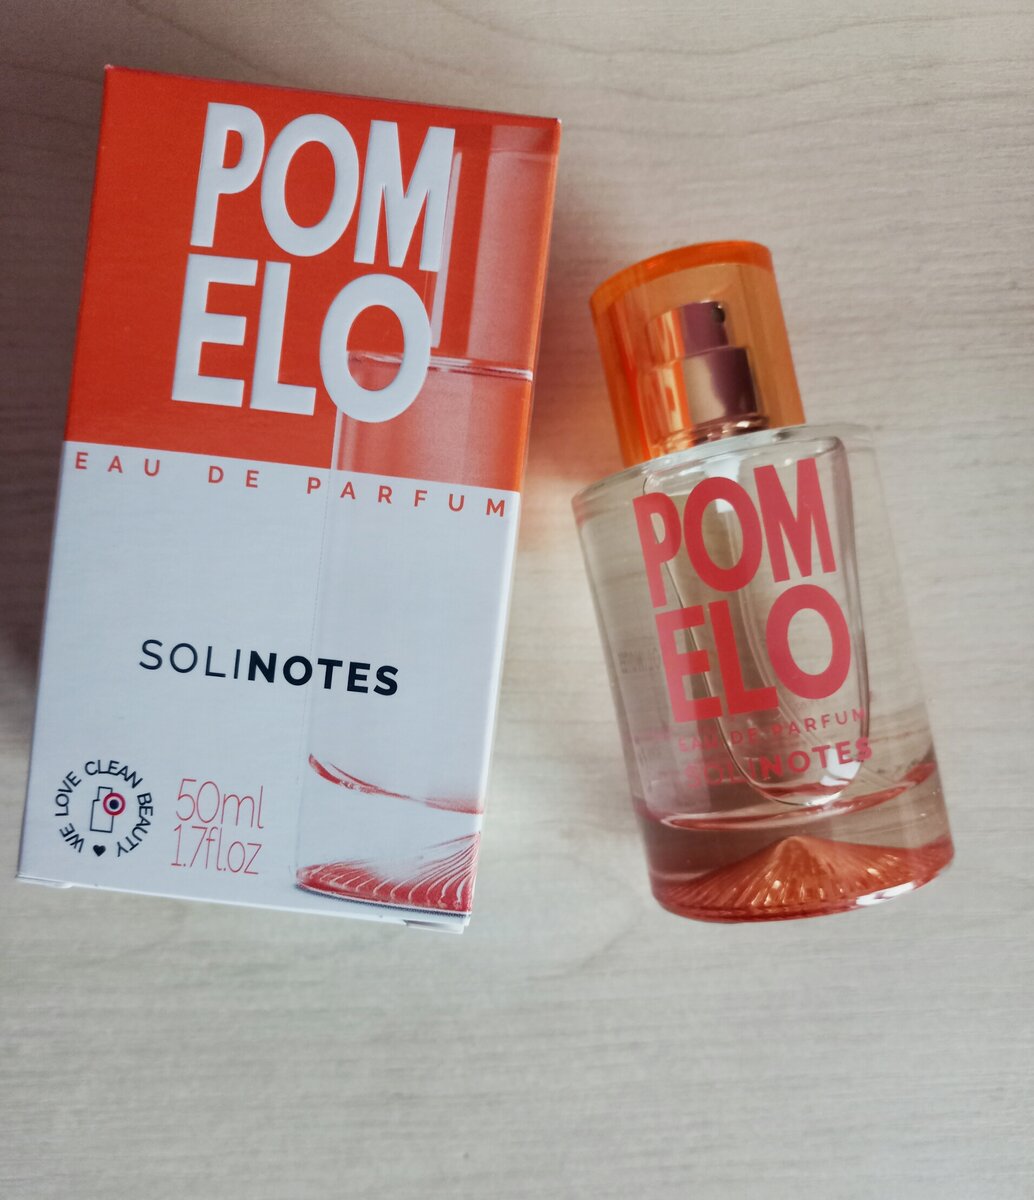 POM
ELO
EAU DE PARFUM
SOLINOTES
WE LOVE CLEAN BEAUTY
50ml
1.7fl.oz
POM
ELO
EAU DE PARFUM
SOLINOTES